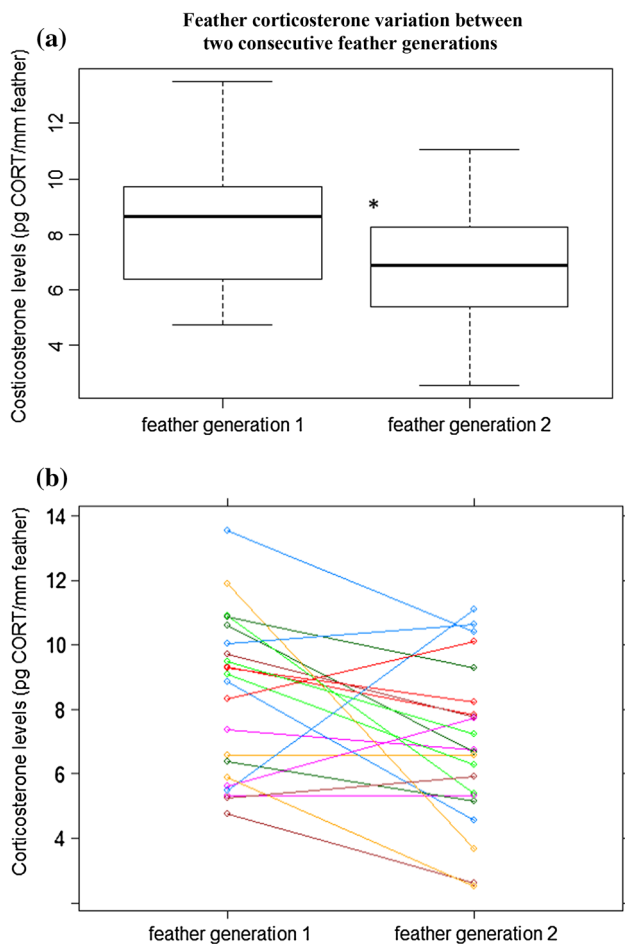 Feather corticosterone variation between
two consecutive feather generations
(a)
Costicosterone levels (pg CORT/mm feather)
12
10
8
6
4
*
feather generation 1
feather generation 2
(b)
Corticosterone levels (pg CORT/mm feather)
14
12
10
8
6
4
feather generation 1
feather generation 2